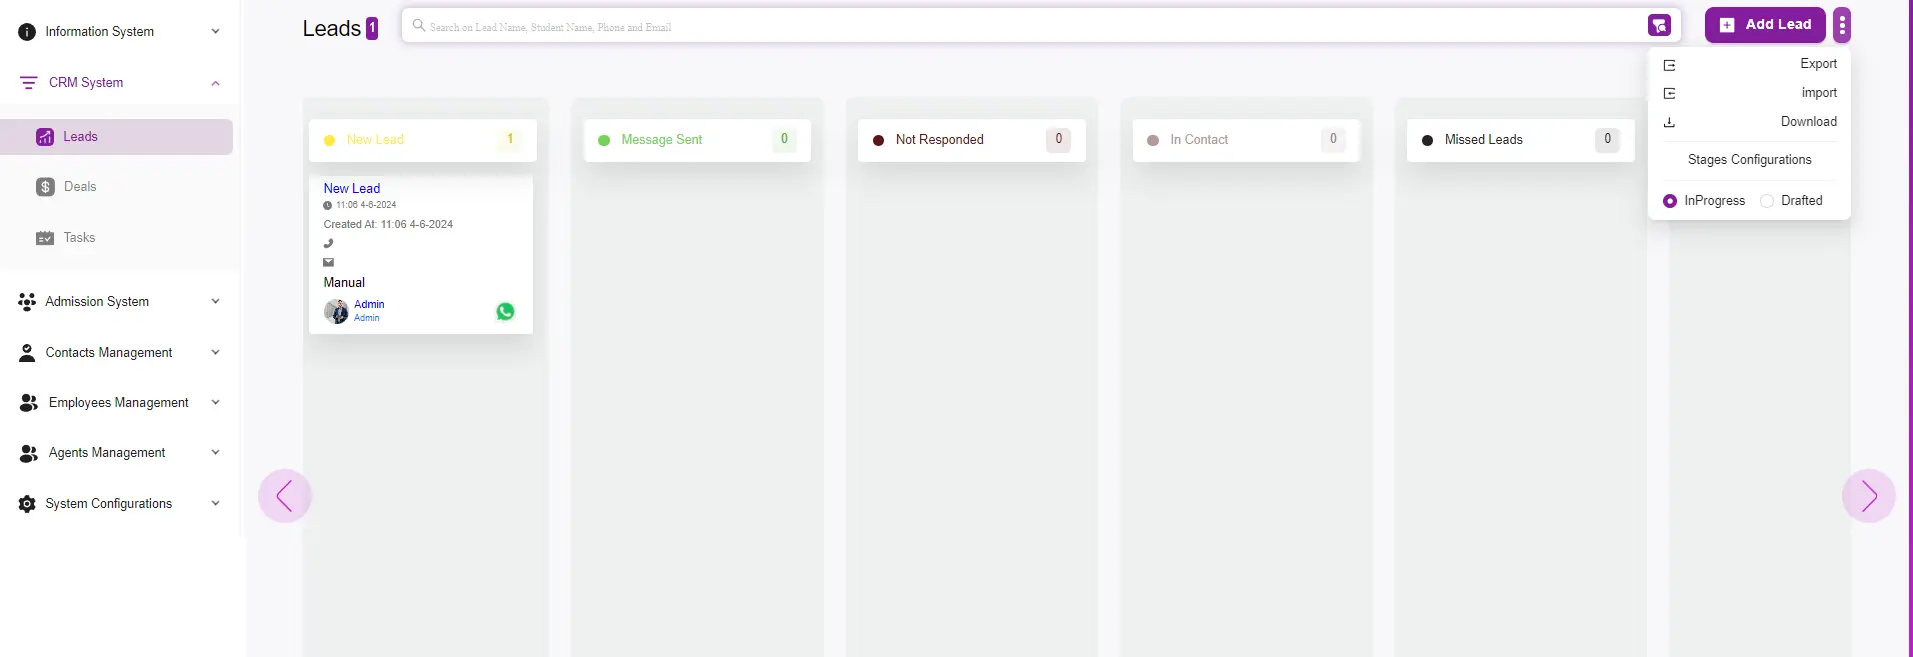 Information System
CRM System
Leads
Deals
Tasks
Admission System
Contacts Management
Employees Management
Agents Management
System Configurations
Leads 1
Search on Lead Name, Student Name, Phone and Email
Add Lead
Export
import
Download
Stages Configurations
InProgress Drafted
New Lead 1
New Lead
11:06 4-6-2024
Created At: 11:06 4-6-2024
Manual
Admin
Admin
Message Sent 0
Not Responded 0
In Contact 0
Missed Leads 0